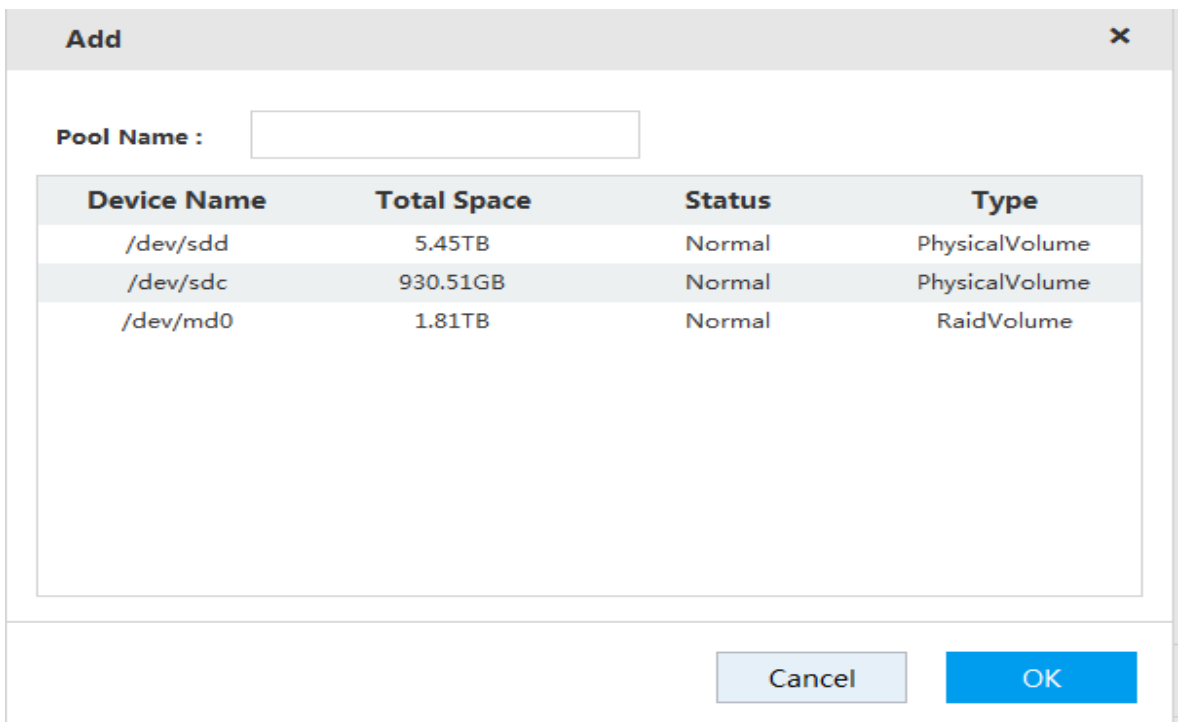 Add ×
Pool Name :
Device Name Total Space Status Type
/dev/sdd 5.45TB Normal PhysicalVolume
/dev/sdc 930.51GB Normal PhysicalVolume
/dev/md0 1.81TB Normal RaidVolume
Cancel OK